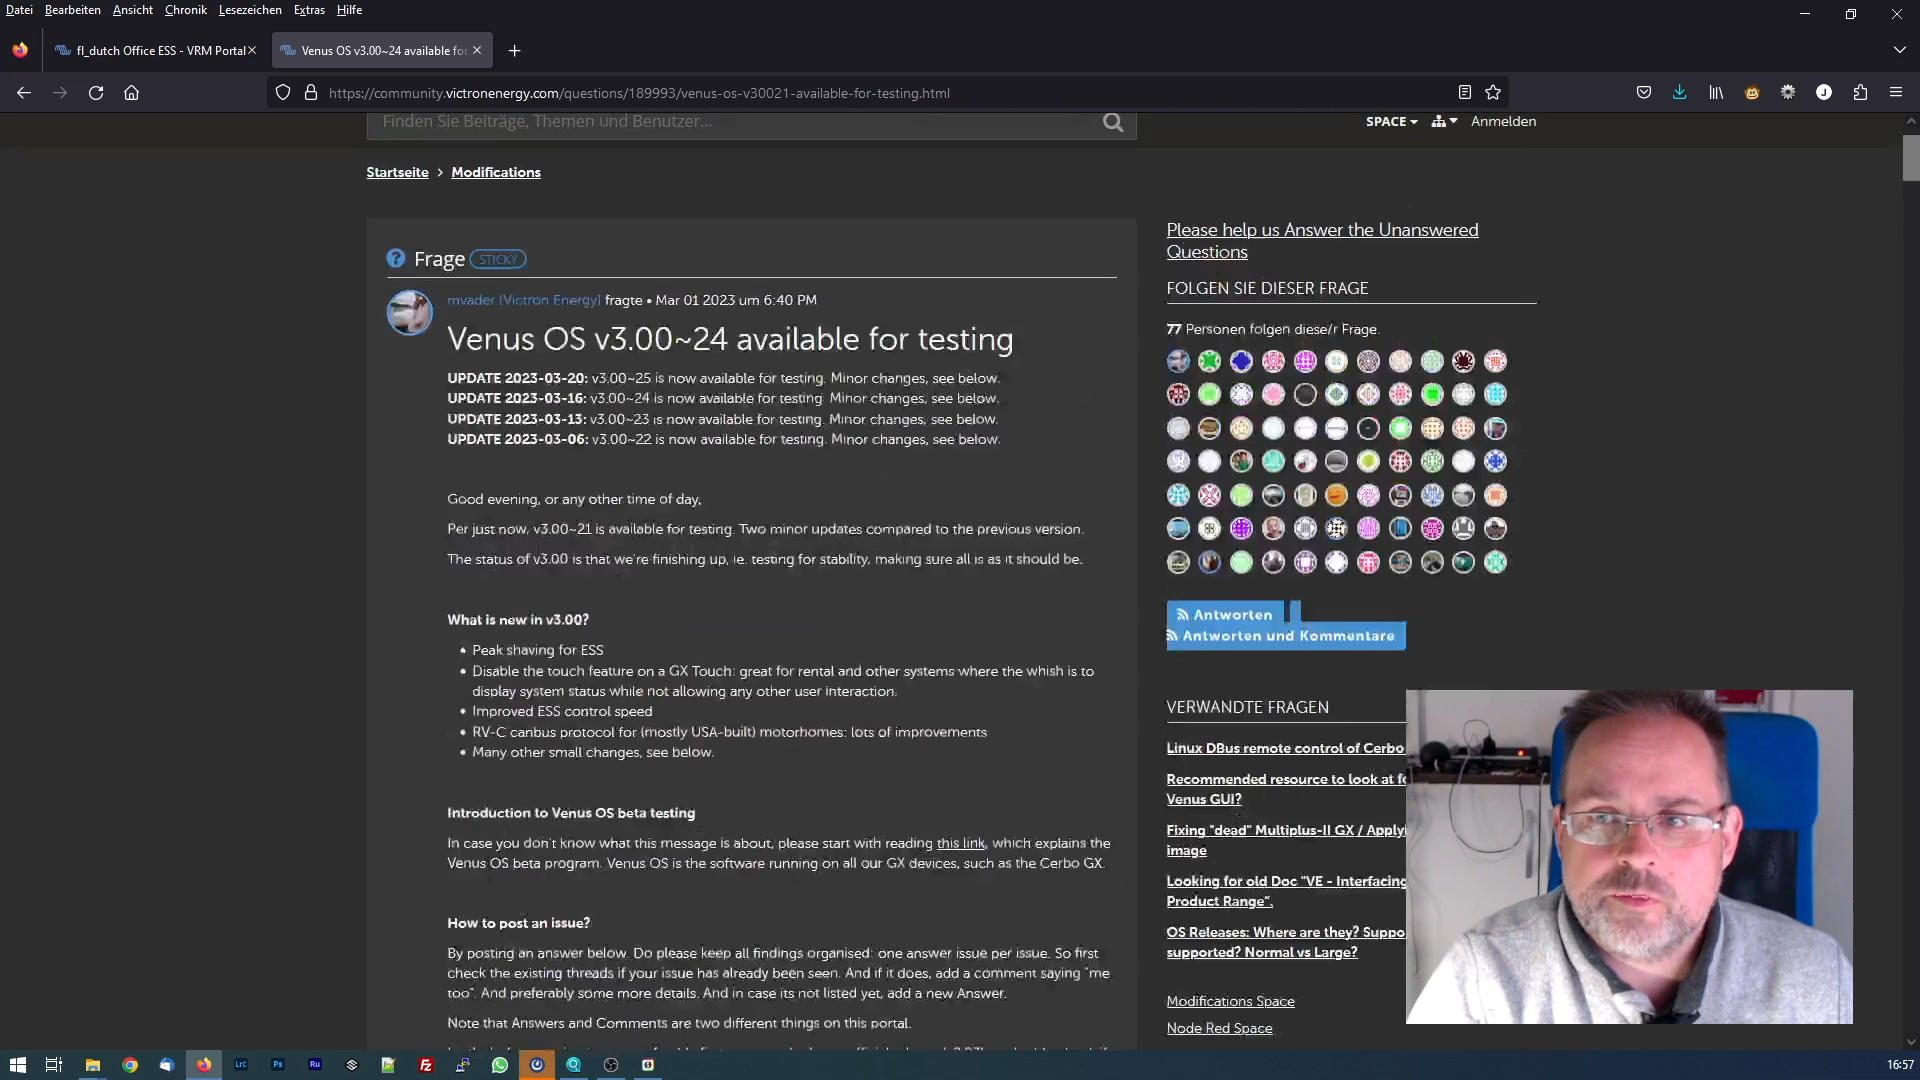 Datei Bearbeiten Ansicht Chronik Lesezeichen Extras Hilfe
fl_dutch Office ESS - VRM Portal
Venus OS v3.00~24 available for
https://community.victronenergy.com/questions/189993/venus-os-v30021-available-for-testing.html
Finden Sie Beiträge, Themen und Benutzer...
SPACE
Anmelden
Startseite > Modifications
Frage STICKY
mvader (Victron Energy) fragte • Mar 01 2023 um 6:40 PM
Venus OS v3.00~24 available for testing
UPDATE 2023-03-20: v3.00~25 is now available for testing. Minor changes, see below.
UPDATE 2023-03-16: v3.00~24 is now available for testing. Minor changes, see below.
UPDATE 2023-03-13: v3.00~23 is now available for testing. Minor changes, see below.
UPDATE 2023-03-06: v3.00~22 is now available for testing. Minor changes, see below.
Good evening, or any other time of day,
Per just now, v3.00~21 is available for testing. Two minor updates compared to the previous version.
The status of v3.00 is that we're finishing up, ie. testing for stability, making sure all is as it should be.
What is new in v3.00?
• Peak shaving for ESS
• Disable the touch feature on a GX Touch: great for rental and other systems where the whish is to
display system status while not allowing any other user interaction.
• Improved ESS control speed
• RV-C canbus protocol for (mostly USA-built) motorhomes: lots of improvements
• Many other small changes, see below.
Introduction to Venus OS beta testing
In case you don't know what this message is about, please start with reading this link, which explains the
Venus OS beta program. Venus OS is the software running on all our GX devices, such as the Cerbo GX.
How to post an issue?
By posting an answer below. Do please keep all findings organised: one answer issue per issue. So first
check the existing threads if your issue has already been seen. And if it does, add a comment saying "me
too". And preferably some more details. And in case its not listed yet, add a new Answer.
Note that Answers and Comments are two different things on this portal.
Please help us Answer the Unanswered
Questions
FOLGEN SIE DIESER FRAGE
77 Personen folgen diese/r Frage.
Antworten
Antworten und Kommentare
VERWANDTE FRAGEN
Linux DBus remote control of Cerbo
Recommended resource to look at
Venus GUI?
Fixing "dead" Multiplus-II GX /
image
Looking for old Doc "VE - Interfacing
Product Range".
OS Releases: Where are they?
supported? Normal vs Large?
Modifications Space
Node Red Space
LrC
Ps
Ru
16:57